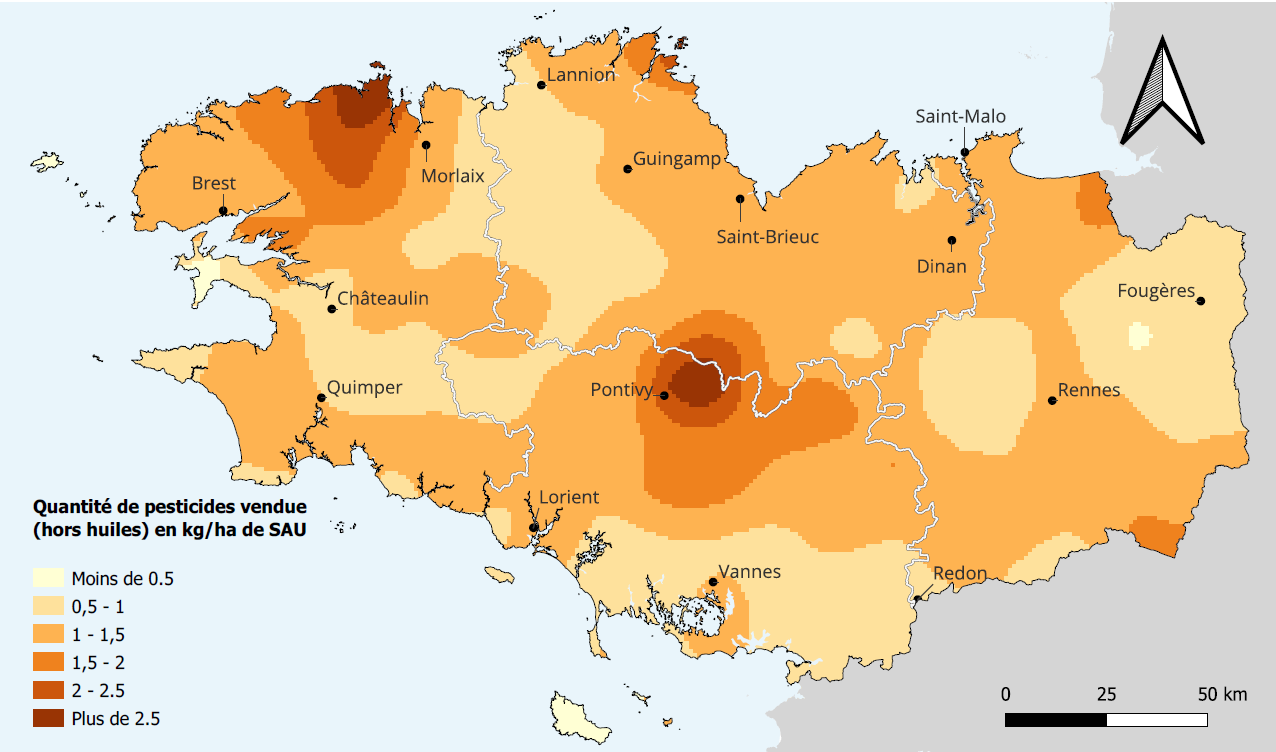 Lannion
Saint-Malo
Guingamp
Morlaix
Brest
Saint-Brieuc
Dinan
Fougères
Châteaulin
Quimper
Pontivy
Rennes
Lorient
Vannes
Redon
Quantité de pesticides vendue
(hors huiles) en kg/ha de SAU
Moins de 0.5
0,5 - 1
1 - 1,5
1,5 - 2
2 - 2.5
Plus de 2.5
0 25 50 km